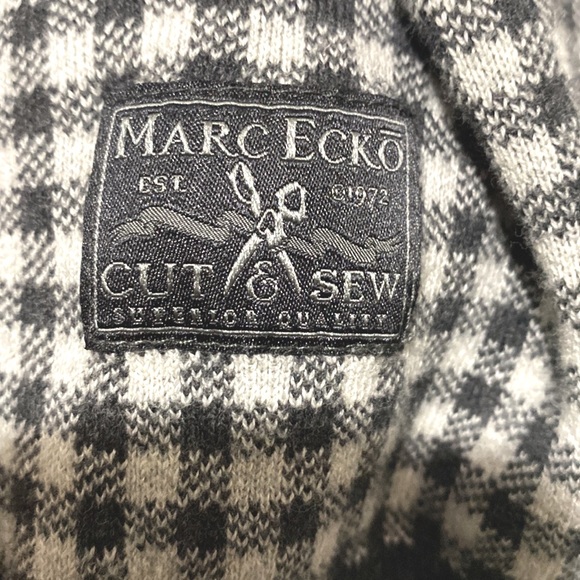 MARC ECKŌ
EST. ©1972
CUT & SEW
SUPERIOR QUALITY